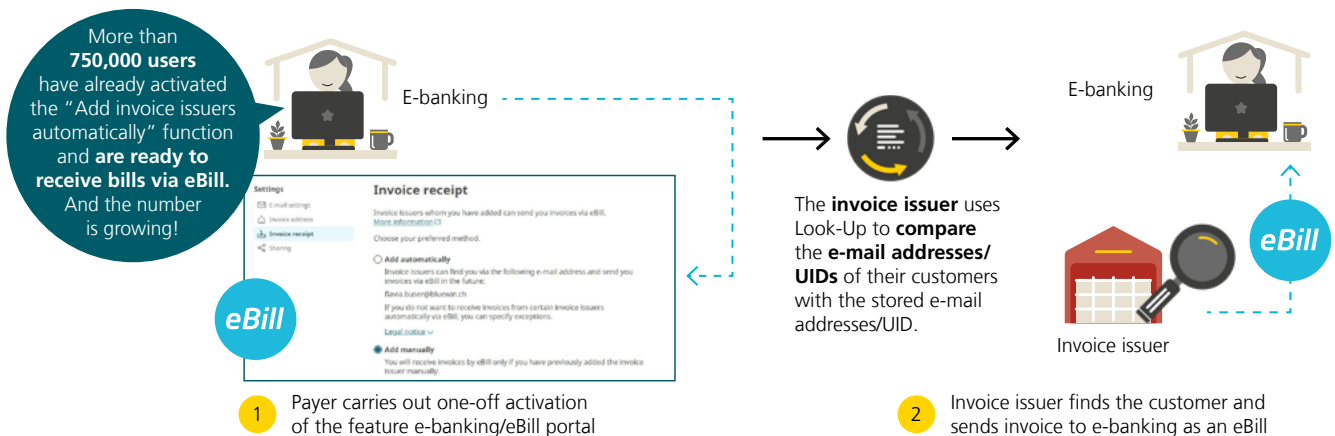 More than
750,000 users
have already activated
the “Add invoice issuers
automatically” function
and are ready to
receive bills via eBill.
And the number
is growing!
E-banking
Settings
E-mail settings
Invoice address
Invoice receipt
Sharing
Invoice receipt
Invoice issuers whom you have added can send you invoices via eBill.
More information
Choose your preferred method.
Add automatically
Invoice issuers can find you via the following e-mail address and send you
invoices via eBill in the future:
flavia.buser@bluewin.ch
If you do not want to receive invoices from certain invoice issuers
automatically via eBill, you can specify exceptions.
Legal notice
Add manually
You will receive invoices by eBill only if you have previously added the invoice
issuer manually.
eBill
1 Payer carries out one-off activation
of the feature e-banking/eBill portal
The invoice issuer uses
Look-Up to compare
the e-mail addresses/
UIDs of their customers
with the stored e-mail
addresses/UID.
E-banking
eBill
Invoice issuer
2 Invoice issuer finds the customer and
sends invoice to e-banking as an eBill